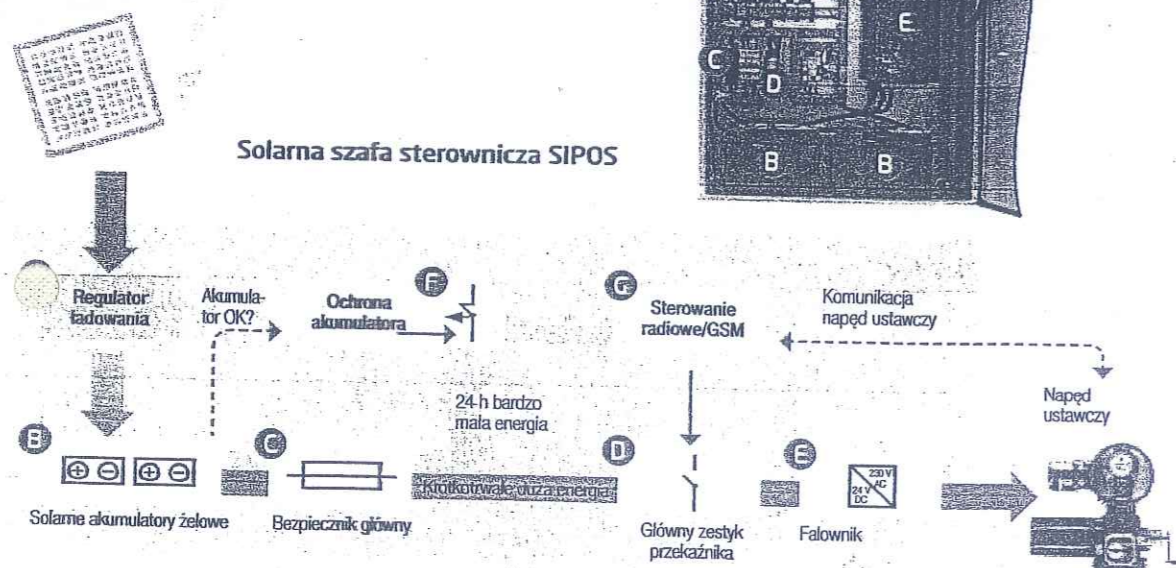 E
C
D
B
B
Solarna szafa sterownicza SIPOS
Regulator
ładowania
Akumula-
tor OK?
Ochrona
akumulatora
F
G
Sterowanie
radiowe/GSM
Komunikacja
napęd ustawczy
24 h bardzo
mała energia
Napęd
ustawczy
B
C
D
E
Krótkotrwale duża energia
230 V
AC
24 V
DC
Solarne akumulatory żelowe
Bezpiecznik główny
Główny zestyk
przekaźnika
Falownik